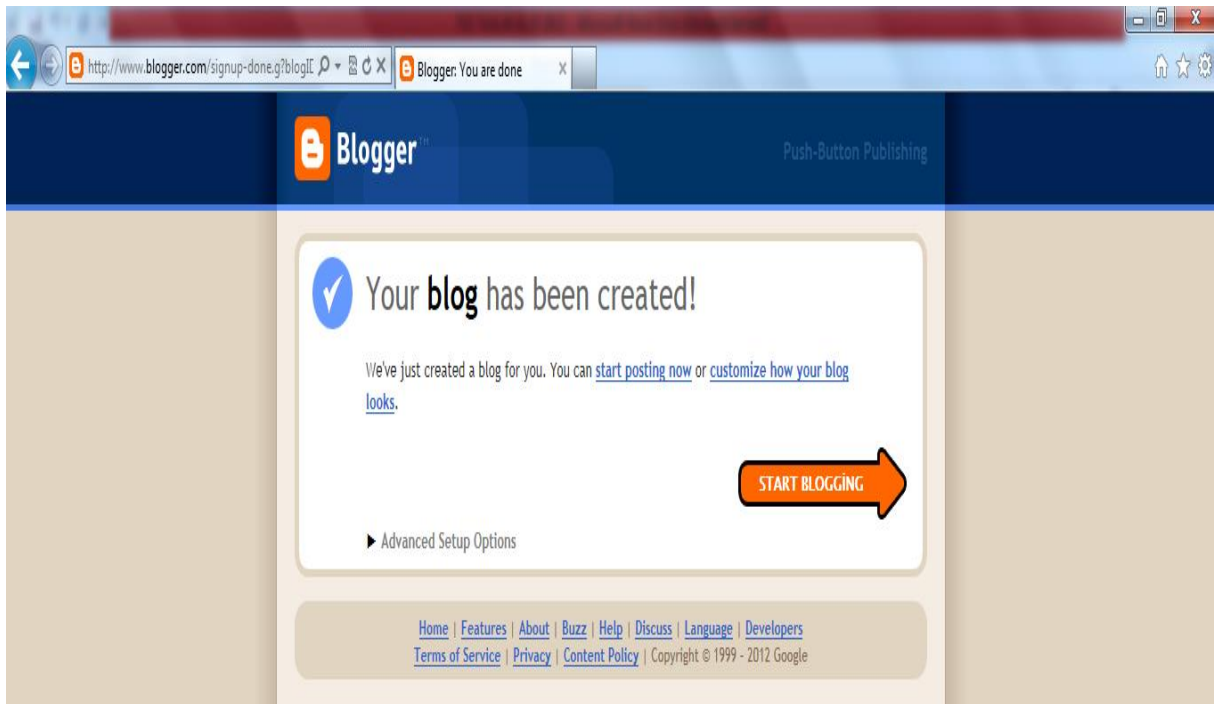 http://www.blogger.com/signup-done.g?blogI
Blogger: You are done
Blogger™
Push-Button Publishing
Your blog has been created!
We've just created a blog for you. You can start posting now or customize how your blog
looks.
START BLOGGİNG
Advanced Setup Options
Home | Features | About | Buzz | Help | Discuss | Language | Developers
Terms of Service | Privacy | Content Policy | Copyright © 1999 - 2012 Google